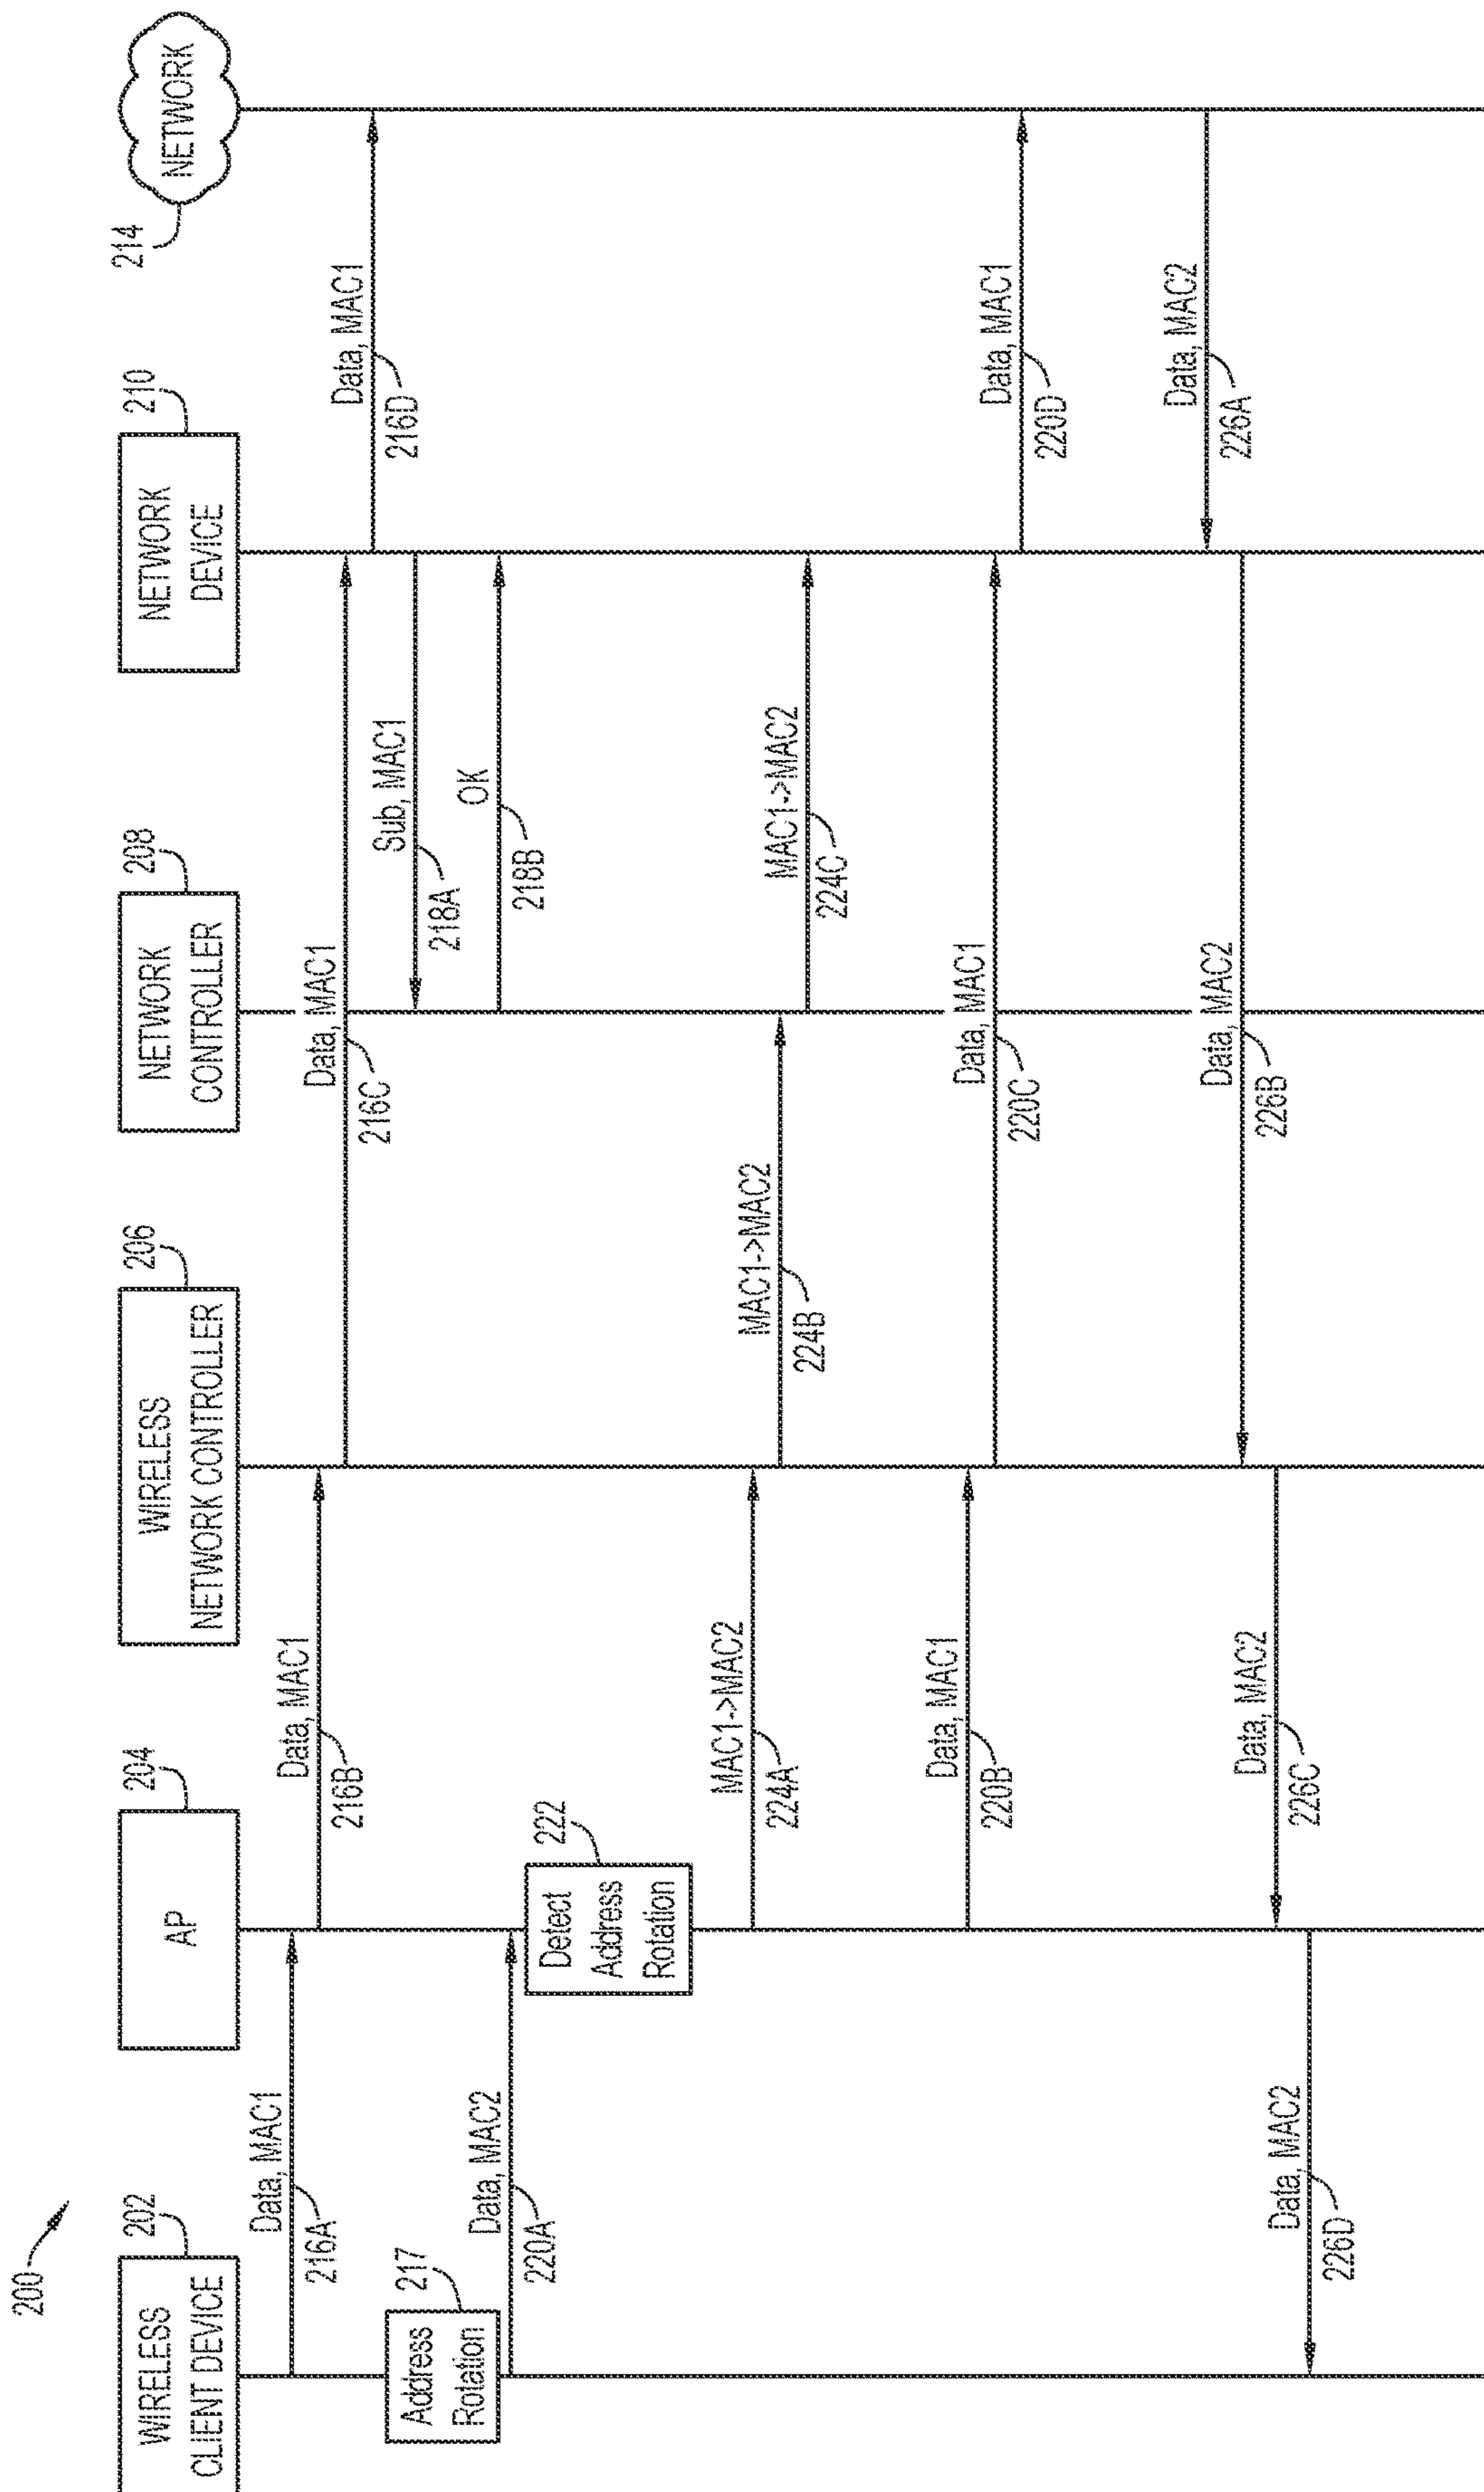 200
202
WIRELESS
CLIENT DEVICE
204
AP
206
WIRELESS
NETWORK CONTROLLER
208
NETWORK
CONTROLLER
210
NETWORK
DEVICE
214
NETWORK
Data, MAC1
216A
Data, MAC1
216B
Data, MAC1
216C
Data, MAC1
216D
217
Address
Rotation
Sub, MAC1
218A
OK
218B
Data, MAC2
220A
222
Detect
Address
Rotation
MAC1->MAC2
224A
MAC1->MAC2
224B
MAC1->MAC2
224C
Data, MAC1
220B
Data, MAC1
220C
Data, MAC1
220D
Data, MAC2
226A
Data, MAC2
226B
Data, MAC2
226C
Data, MAC2
226D